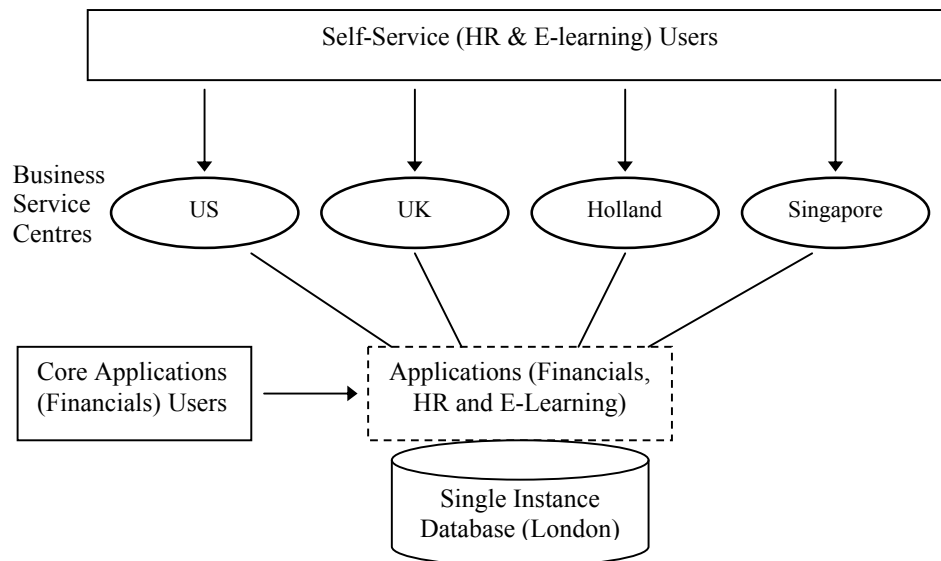 Self-Service (HR & E-learning) Users
Business
Service
Centres
US
UK
Holland
Singapore
Core Applications
(Financials) Users
Applications (Financials,
HR and E-Learning)
Single Instance
Database (London)